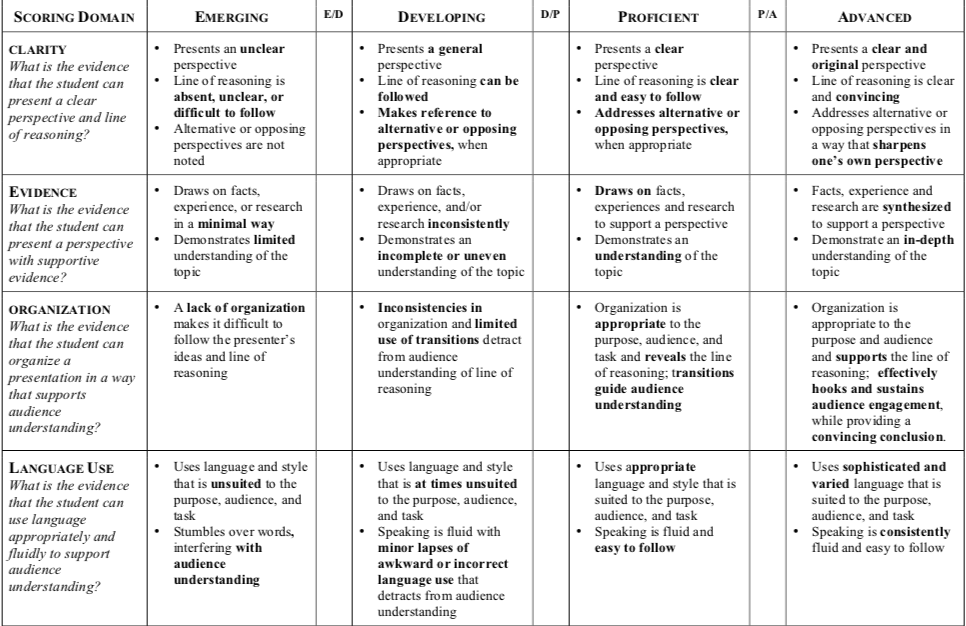 SCORING DOMAIN
EMERGING
E/D
DEVELOPING
D/P
PROFICIENT
P/A
ADVANCED
CLARITY
What is the evidence
that the student can
present a clear
perspective and line
of reasoning?
• Presents an unclear
perspective
• Line of reasoning is
absent, unclear, or
difficult to follow
• Alternative or opposing
perspectives are not
noted
• Presents a general
perspective
• Line of reasoning can be
followed
• Makes reference to
alternative or opposing
perspectives, when
appropriate
• Presents a clear
perspective
• Line of reasoning is clear
and easy to follow
• Addresses alternative or
opposing perspectives,
when appropriate
• Presents a clear and
original perspective
• Line of reasoning is clear
and convincing
• Addresses alternative or
opposing perspectives in
a way that sharpens
one's own perspective
EVIDENCE
What is the evidence
that the student can
present a perspective
with supportive
evidence?
• Draws on facts,
experience, or research
in a minimal way
• Demonstrates limited
understanding of the
topic
• Draws on facts,
experience, and/or
research inconsistently
• Demonstrates an
incomplete or uneven
understanding of the topic
• Draws on facts,
experiences and research
to support a perspective
• Demonstrates an
understanding of the
topic
• Facts, experience and
research are synthesized
to support a perspective
• Demonstrate an in-depth
understanding of the
topic
ORGANIZATION
What is the evidence
that the student can
organize a
presentation in a way
that supports
audience
understanding?
• A lack of organization
makes it difficult to
follow the presenter's
ideas and line of
reasoning
• Inconsistencies in
organization and limited
use of transitions detract
from audience
understanding of line of
reasoning
• Organization is
appropriate to the
purpose, audience, and
task and reveals the line
of reasoning; transitions
guide audience
understanding
• Organization is
appropriate to the
purpose and audience
and supports the line of
reasoning; effectively
hooks and sustains
audience engagement,
while providing a
convincing conclusion.
LANGUAGE USE
What is the evidence
that the student can
use language
appropriately and
fluidly to support
audience
understanding?
• Uses language and style
that is unsuited to the
purpose, audience, and
task
• Stumbles over words,
interfering with
audience
understanding
• Uses language and style
that is at times unsuited
to the purpose, audience,
and task
• Speaking is fluid with
minor lapses of
awkward or incorrect
language use that
detracts from audience
understanding
• Uses appropriate
language and style that is
suited to the purpose,
audience, and task
• Speaking is fluid and
easy to follow
• Uses sophisticated and
varied language that is
suited to the purpose,
audience, and task
• Speaking is consistently
fluid and easy to follow